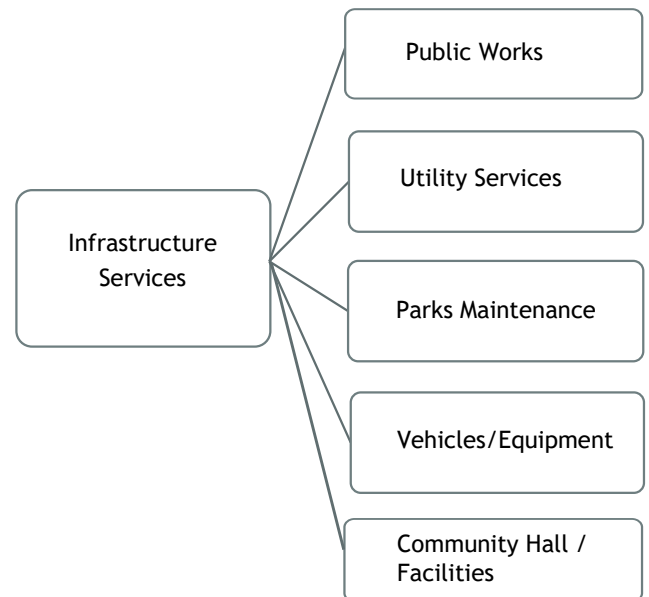 Public Works
Utility Services
Infrastructure
Services
Parks Maintenance
Vehicles/Equipment
Community Hall /
Facilities